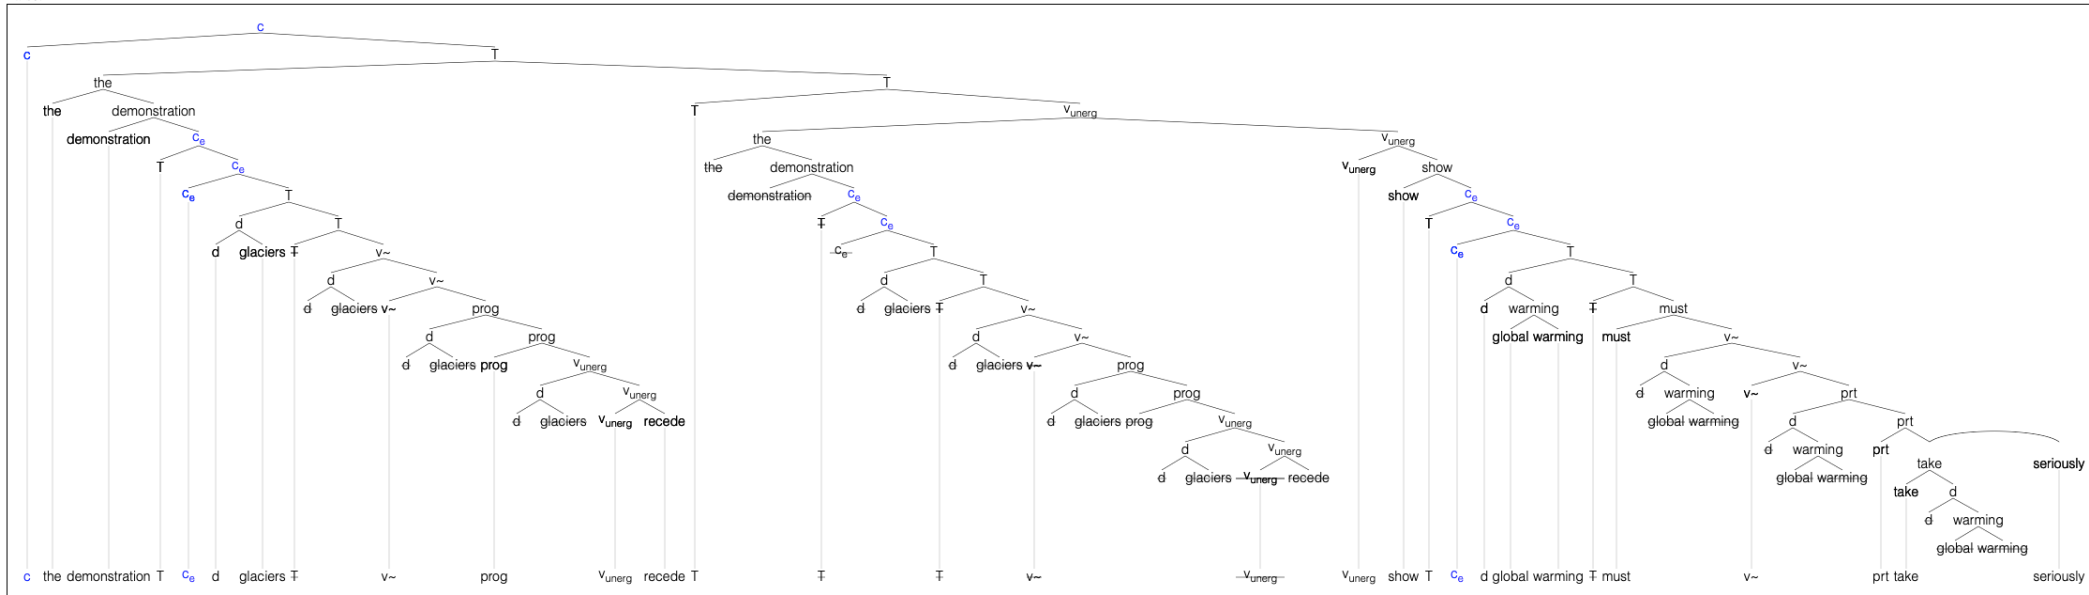 c
c T
the T
the demonstration T v_unerg
demonstration c_e the v_unerg
T c_e the demonstration v_unerg show
c_e T demonstration c_e show c_e
d T T c_e T c_e
d glaciers T v~ c_e T c_e T
d v~ d T d T
d glaciers v~ prog d glaciers T v~ d warming T must
d prog d v~ global warming must v~
d glaciers prog v_unerg d glaciers v~ prog d v~
d v_unerg d prog d warming v~ prt
d glaciers v_unerg recede d glaciers prog v_unerg global warming d prt
d v_unerg d warming prt
take seriously
d glaciers v_unerg recede global warming
take d
d warming
global warming
c the demonstration T c_e d glaciers T v~ prog v_unerg recede T T T v~ v_unerg v_unerg show T c_e d global warming T must v~ prt take seriously